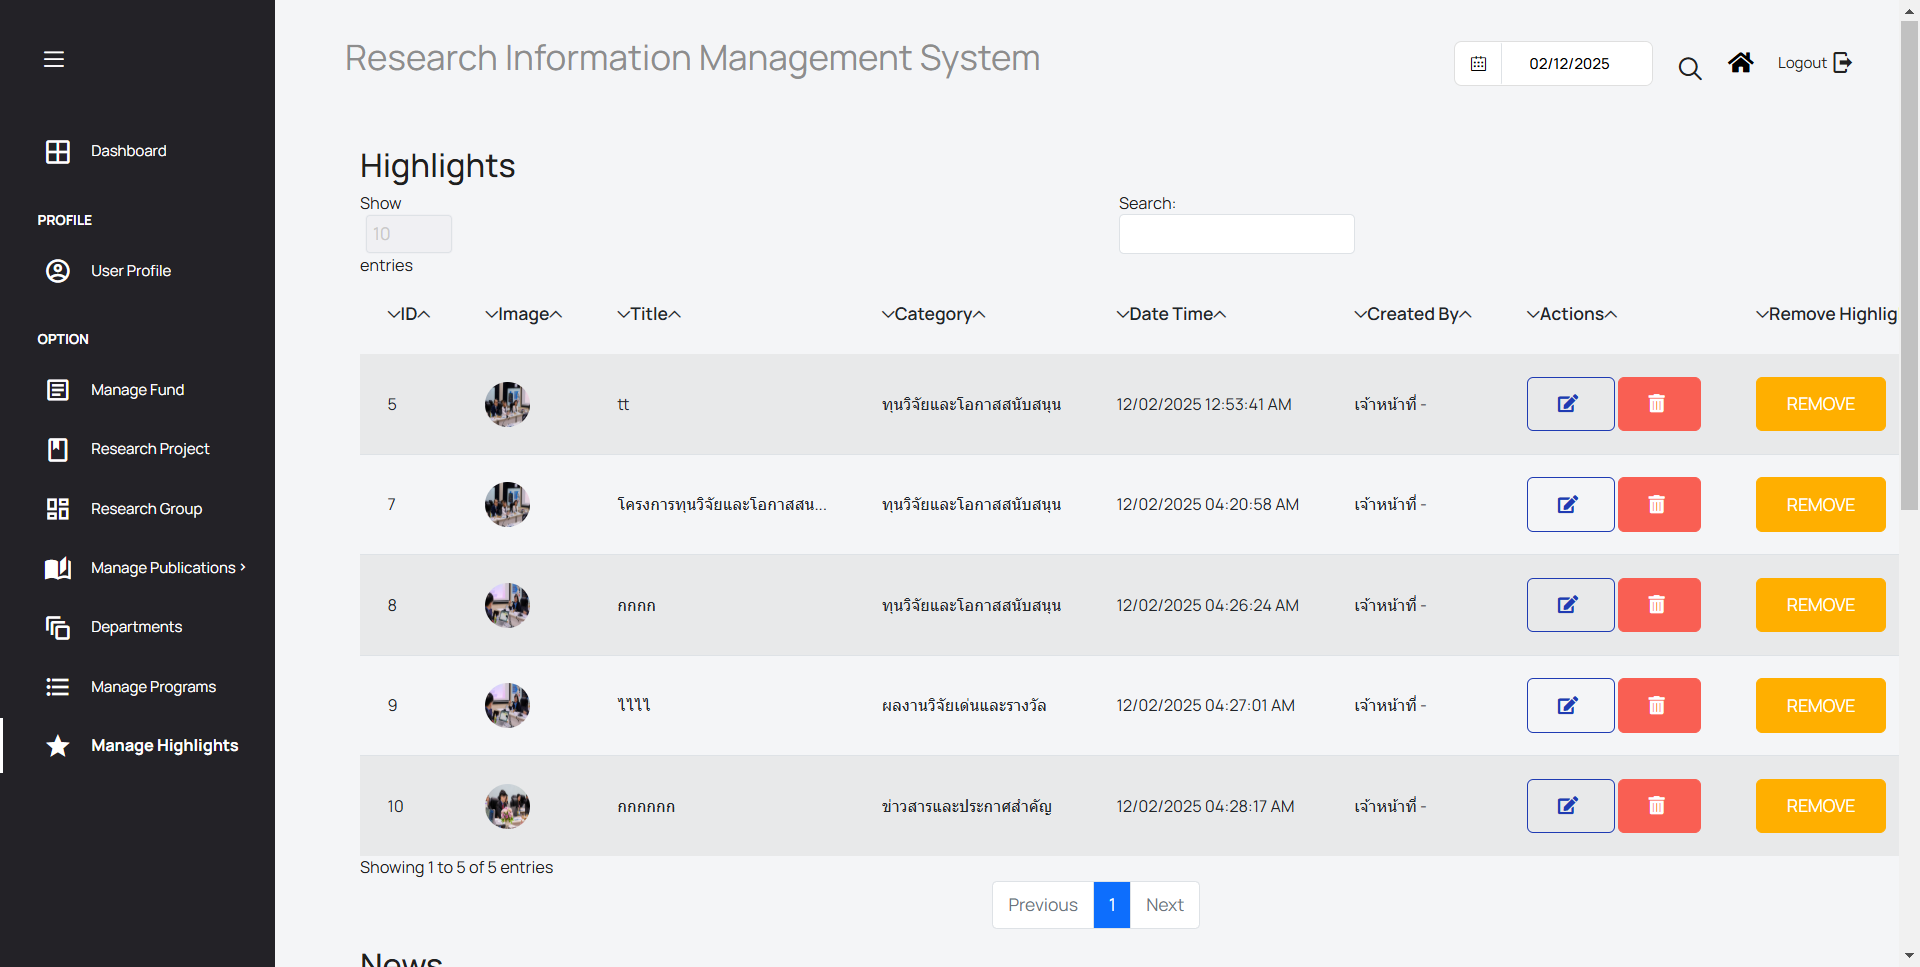 Research Information Management System
02/12/2025
Logout
Dashboard
PROFILE
User Profile
OPTION
Manage Fund
Research Project
Research Group
Manage Publications
Departments
Manage Programs
Manage Highlights
Highlights
Show
10
entries
Search:
ID Image Title Category Date Time Created By Actions Remove Highlig
5 tt ทุนวิจัยและโอกาสสนับสนุน 12/02/2025 12:53:41 AM เจ้าหน้าที่ - REMOVE
7 โครงการทุนวิจัยและโอกาสสน... ทุนวิจัยและโอกาสสนับสนุน 12/02/2025 04:20:58 AM เจ้าหน้าที่ - REMOVE
8 กกกก ทุนวิจัยและโอกาสสนับสนุน 12/02/2025 04:26:24 AM เจ้าหน้าที่ - REMOVE
9 ไไไไ ผลงานวิจัยเด่นและรางวัล 12/02/2025 04:27:01 AM เจ้าหน้าที่ - REMOVE
10 กกกกกก ข่าวสารและประกาศสำคัญ 12/02/2025 04:28:17 AM เจ้าหน้าที่ - REMOVE
Showing 1 to 5 of 5 entries
Previous 1 Next
News